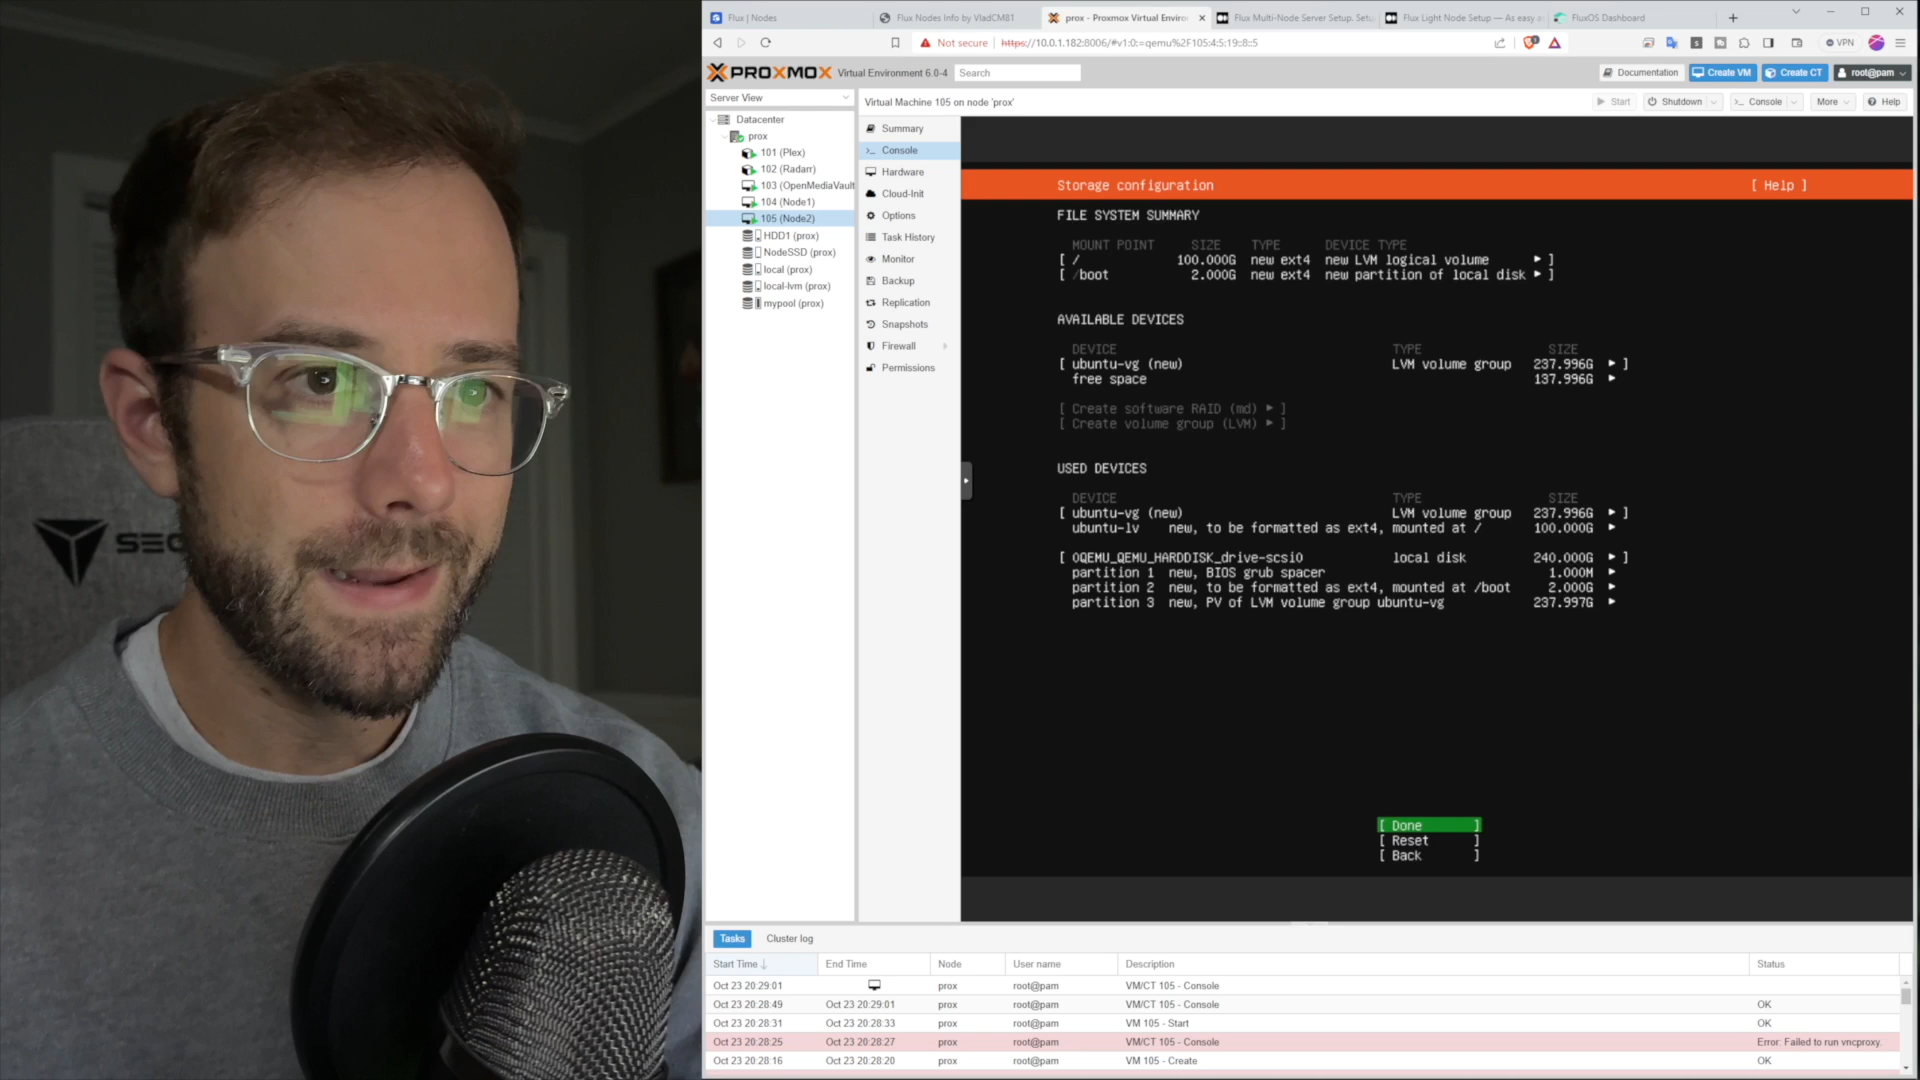 Flux | Nodes
Flux Nodes Info by VladCM81
prox - Proxmox Virtual Enviro
Flux Multi-Node Server Setup. Setu
Flux Light Node Setup — As easy a
FluxOS Dashboard
Not secure
https://10.0.1.182:8006/#v1:0:=qemu%2F105:4:5:19::8::5
VPN
PROXMOX Virtual Environment 6.0-4
Search
Documentation
Create VM
Create CT
root@pam
Server View
Virtual Machine 105 on node 'prox'
Start
Shutdown
Console
More
Help
Datacenter
prox
101 (Plex)
102 (Radarr)
103 (OpenMediaVault
104 (Node1)
105 (Node2)
HDD1 (prox)
NodeSSD (prox)
local (prox)
local-lvm (prox)
mypool (prox)
Summary
Console
Hardware
Cloud-Init
Options
Task History
Monitor
Backup
Replication
Snapshots
Firewall
Permissions
Storage configuration [ Help ]
FILE SYSTEM SUMMARY
MOUNT POINT SIZE TYPE DEVICE TYPE
[ / 100.000G new ext4 new LVM logical volume ▸ ]
[ /boot 2.000G new ext4 new partition of local disk ▸ ]
AVAILABLE DEVICES
DEVICE TYPE SIZE
[ ubuntu-vg (new) LVM volume group 237.996G ▸ ]
free space 137.996G ▸
[ Create software RAID (md) ▸ ]
[ Create volume group (LVM) ▸ ]
USED DEVICES
DEVICE TYPE SIZE
[ ubuntu-vg (new) LVM volume group 237.996G ▸ ]
ubuntu-lv new, to be formatted as ext4, mounted at / 100.000G ▸
[ 0QEMU_QEMU_HARDDISK_drive-scsi0 local disk 240.000G ▸ ]
partition 1 new, BIOS grub spacer 1.000M ▸
partition 2 new, to be formatted as ext4, mounted at /boot 2.000G ▸
partition 3 new, PV of LVM volume group ubuntu-vg 237.997G ▸
[ Done ]
[ Reset ]
[ Back ]
Tasks Cluster log
Start Time End Time Node User name Description Status
Oct 23 20:29:01 prox root@pam VM/CT 105 - Console
Oct 23 20:28:49 Oct 23 20:29:01 prox root@pam VM/CT 105 - Console OK
Oct 23 20:28:31 Oct 23 20:28:33 prox root@pam VM 105 - Start OK
Oct 23 20:28:25 Oct 23 20:28:27 prox root@pam VM/CT 105 - Console Error: Failed to run vncproxy.
Oct 23 20:28:16 Oct 23 20:28:20 prox root@pam VM 105 - Create OK